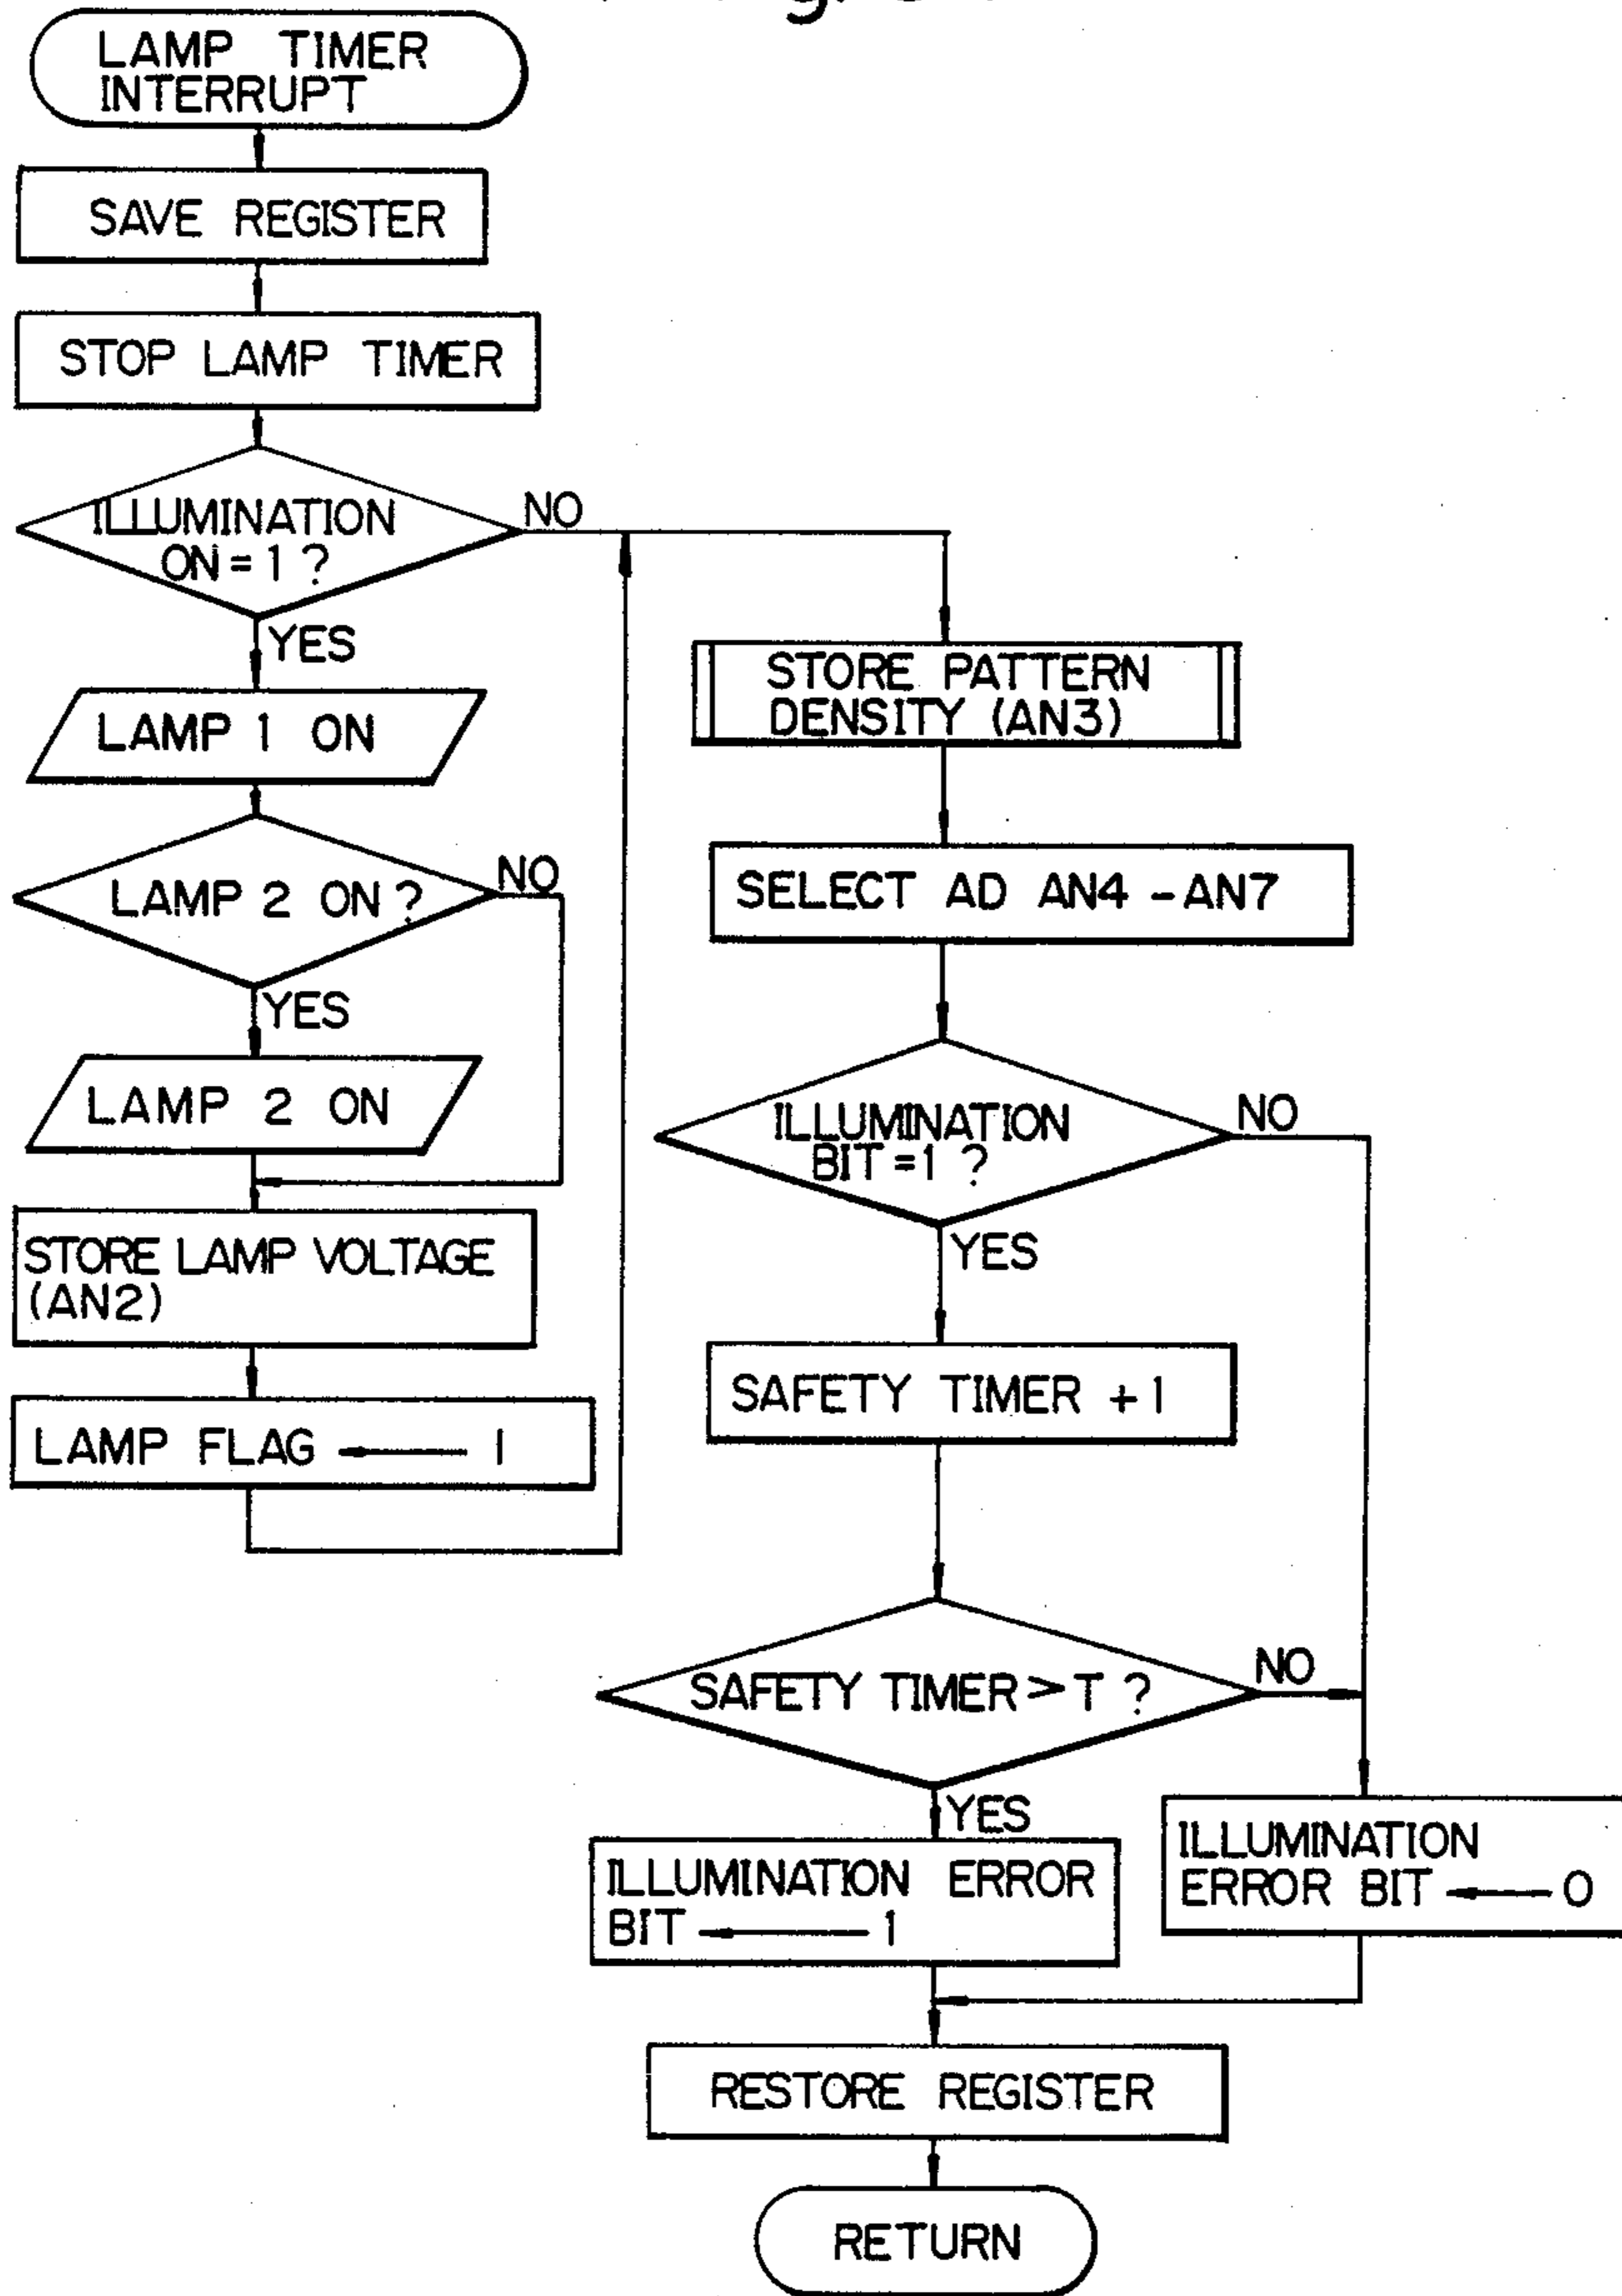 LAMP TIMER
INTERRUPT
SAVE REGISTER
STOP LAMP TIMER
ILLUMINATION
ON = 1 ?
NO
YES
LAMP 1 ON
LAMP 2 ON ?
NO
YES
LAMP 2 ON
STORE LAMP VOLTAGE
(AN2)
LAMP FLAG ← 1
STORE PATTERN
DENSITY (AN3)
SELECT AD AN4 - AN7
ILLUMINATION
BIT = 1 ?
NO
YES
SAFETY TIMER + 1
SAFETY TIMER > T ?
NO
YES
ILLUMINATION ERROR
BIT ← 1
ILLUMINATION
ERROR BIT ← 0
RESTORE REGISTER
RETURN